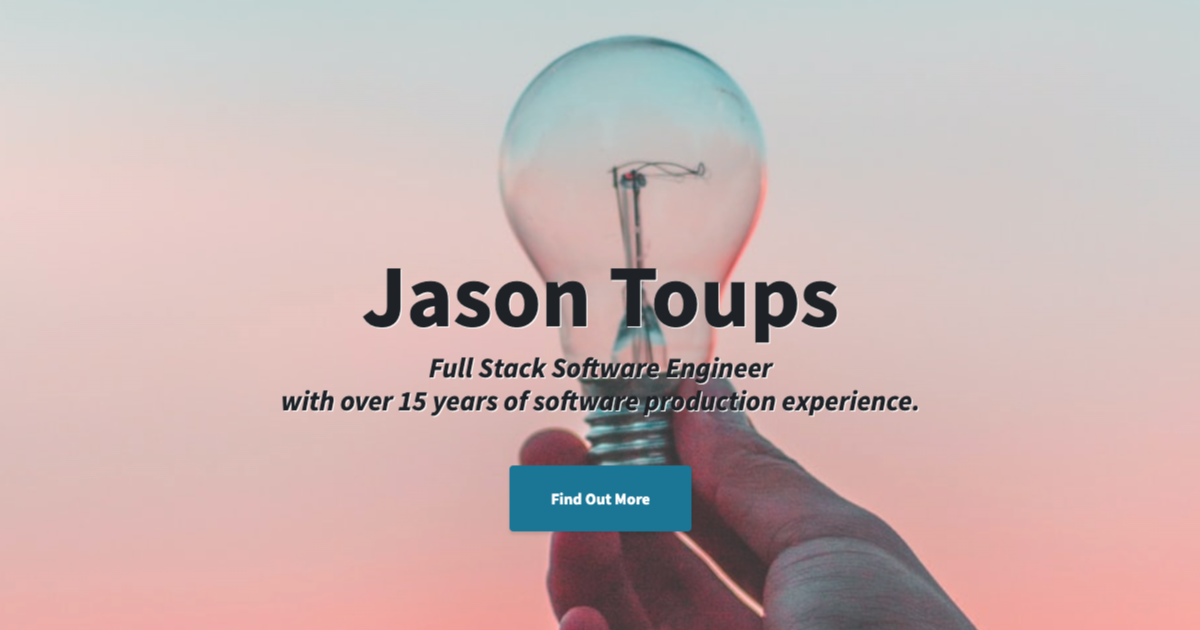 Jason Toups
Full Stack Software Engineer
with over 15 years of software production experience.
Find Out More